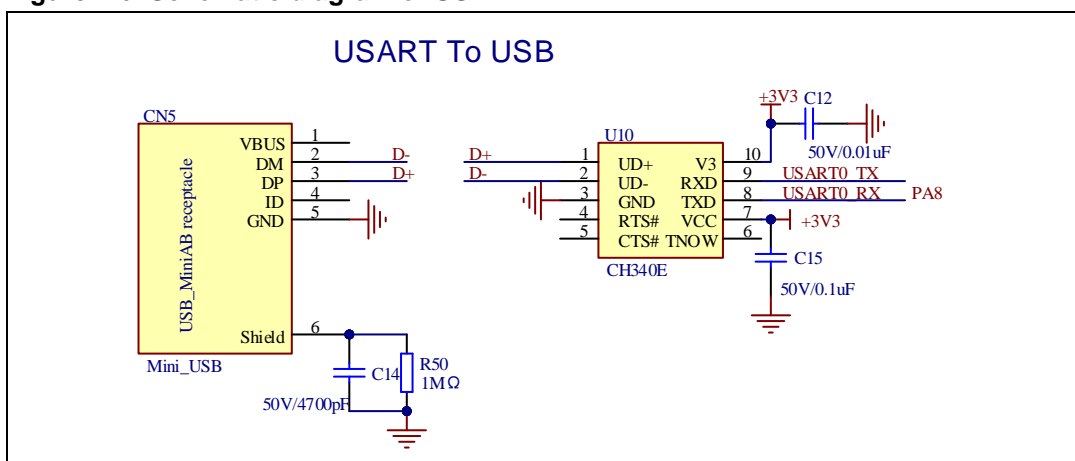 USART To USB
CN5
VBUS 1
DM 2 D-
DP 3 D+
ID 4
GND 5
USB_MiniAB receptacle
Shield 6
Mini_USB
C14
50V/4700pF
R50
1MΩ
U10
D+ 1 UD+ V3 10
D- 2 UD- RXD 9 USART0_TX
3 GND TXD 8 USART0_RX PA8
4 RTS# VCC 7 +3V3
5 CTS# TNOW 6
CH340E
+3V3 C12
50V/0.01uF
C15
50V/0.1uF